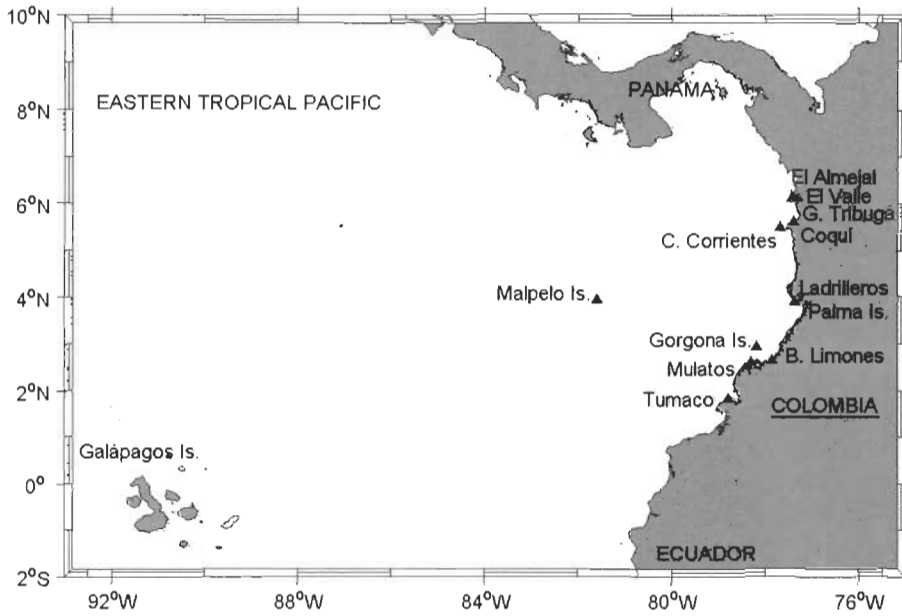 10°N
EASTERN TROPICAL PACIFIC
PANAMA
8°N
El Almejal
6°N
El Valle
G. Tribugá
C. Corrientes
Coquí
Ladrilleros
4°N
Malpelo Is.
Palma Is.
Gorgona Is.
B. Limones
Mulatos
2°N
Tumaco
COLOMBIA
Galápagos Is.
0°
ECUADOR
2°S
92°W
88°W
84°W
80°W
76°W